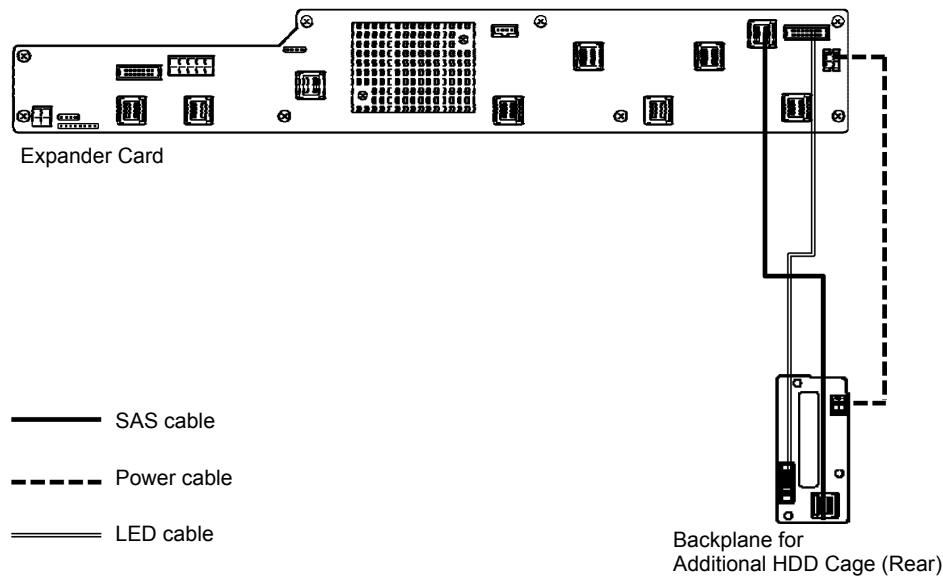 Expander Card
SAS cable
Power cable
LED cable
Backplane for
Additional HDD Cage (Rear)